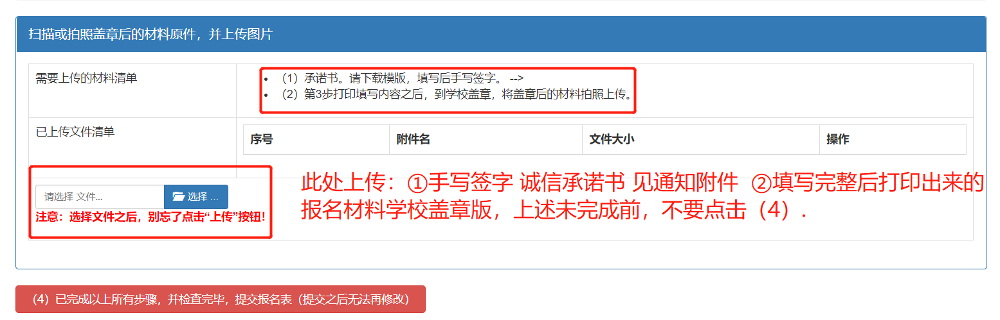 扫描或拍照盖章后的材料原件，并上传图片
需要上传的材料清单
（1）承诺书。请下载模版，填写后手写签字。 -->
（2）第3步打印填写内容之后，到学校盖章，将盖章后的材料拍照上传。
已上传文件清单
序号 附件名 文件大小 操作
请选择 文件... 选择 ...
注意：选择文件之后，别忘了点击“上传”按钮！
此处上传：①手写签字 诚信承诺书 见通知附件 ②填写完整后打印出来的
报名材料学校盖章版，上述未完成前，不要点击（4）.
（4）已完成以上所有步骤，并检查完毕，提交报名表（提交之后无法再修改）